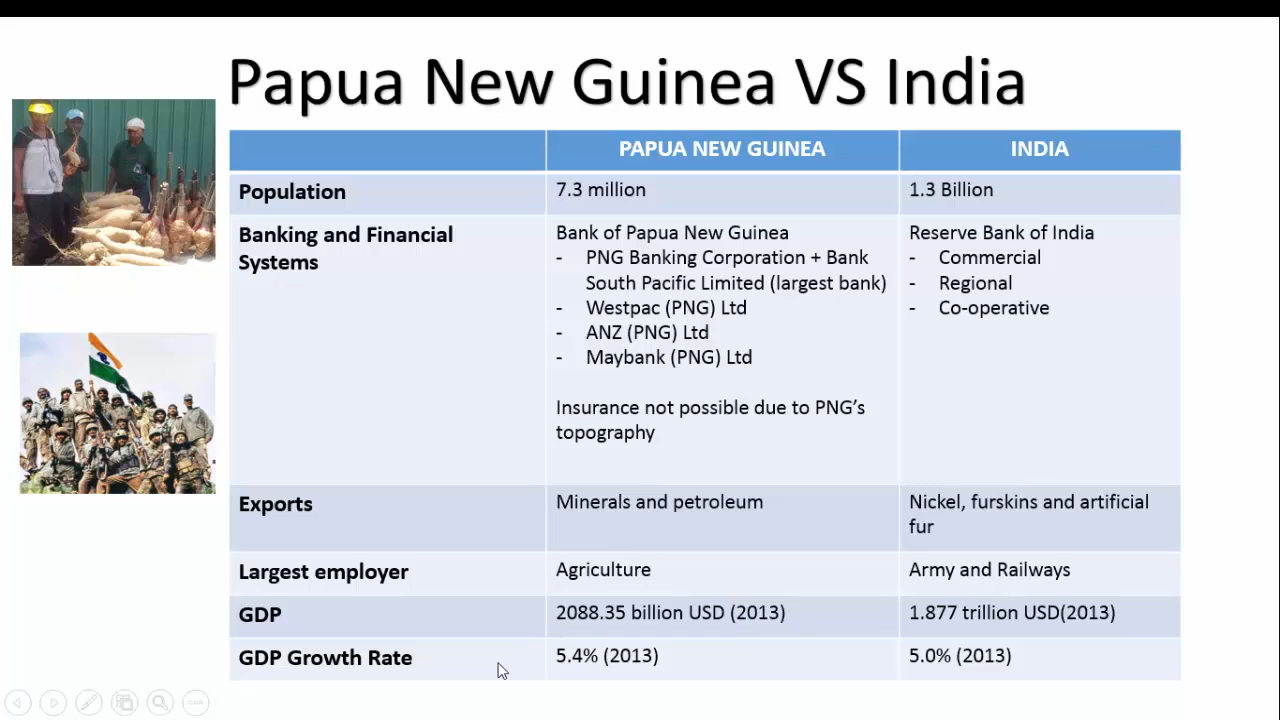 Papua New Guinea VS India
PAPUA NEW GUINEA
INDIA
Population
7.3 million
1.3 Billion
Banking and Financial
Systems
Bank of Papua New Guinea
- PNG Banking Corporation + Bank
South Pacific Limited (largest bank)
- Westpac (PNG) Ltd
- ANZ (PNG) Ltd
- Maybank (PNG) Ltd
Insurance not possible due to PNG's
topography
Reserve Bank of India
- Commercial
- Regional
- Co-operative
Exports
Minerals and petroleum
Nickel, furskins and artificial
fur
Largest employer
Agriculture
Army and Railways
GDP
2088.35 billion USD (2013)
1.877 trillion USD(2013)
GDP Growth Rate
5.4% (2013)
5.0% (2013)